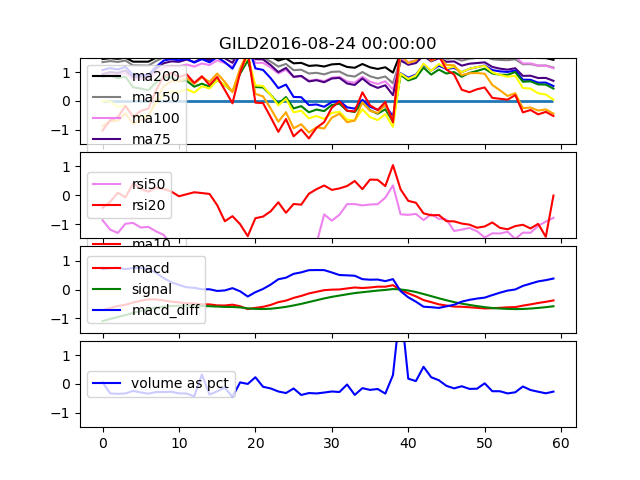 GILD2016-08-24 00:00:00
1
0
−1
ma200
ma150
ma100
ma75
ma10
1
0
−1
rsi50
rsi20
1
0
−1
macd
signal
macd_diff
1
0
−1
volume as pct
0 10 20 30 40 50 60